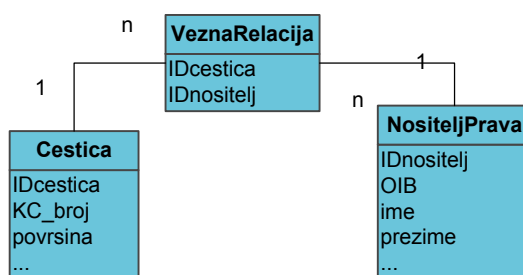 n
VeznaRelacija
IDcestica
IDnositelj
1
1
n
Cestica
IDcestica
KC_broj
povrsina
...
NositeljPrava
IDnositelj
OIB
ime
prezime
...